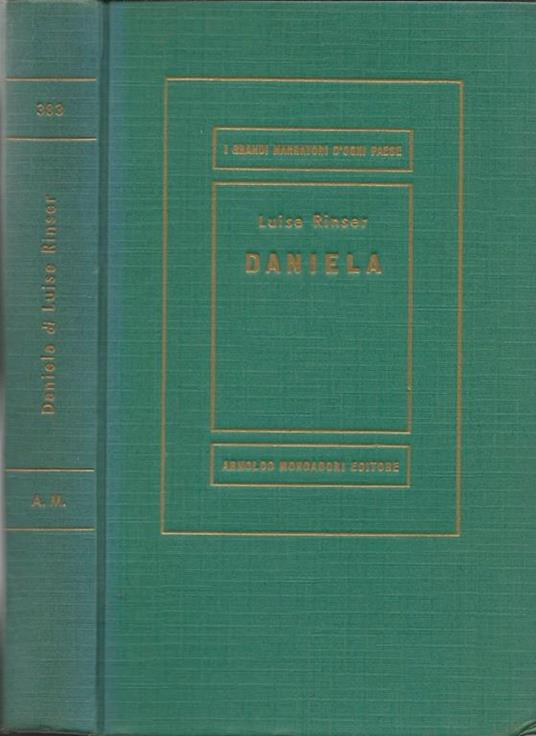 333
Daniela di Luise Rinser
A. M.
I GRANDI NARRATORI D'OGNI PAESE
Luise Rinser
DANIELA
ARNOLDO MONDADORI EDITORE